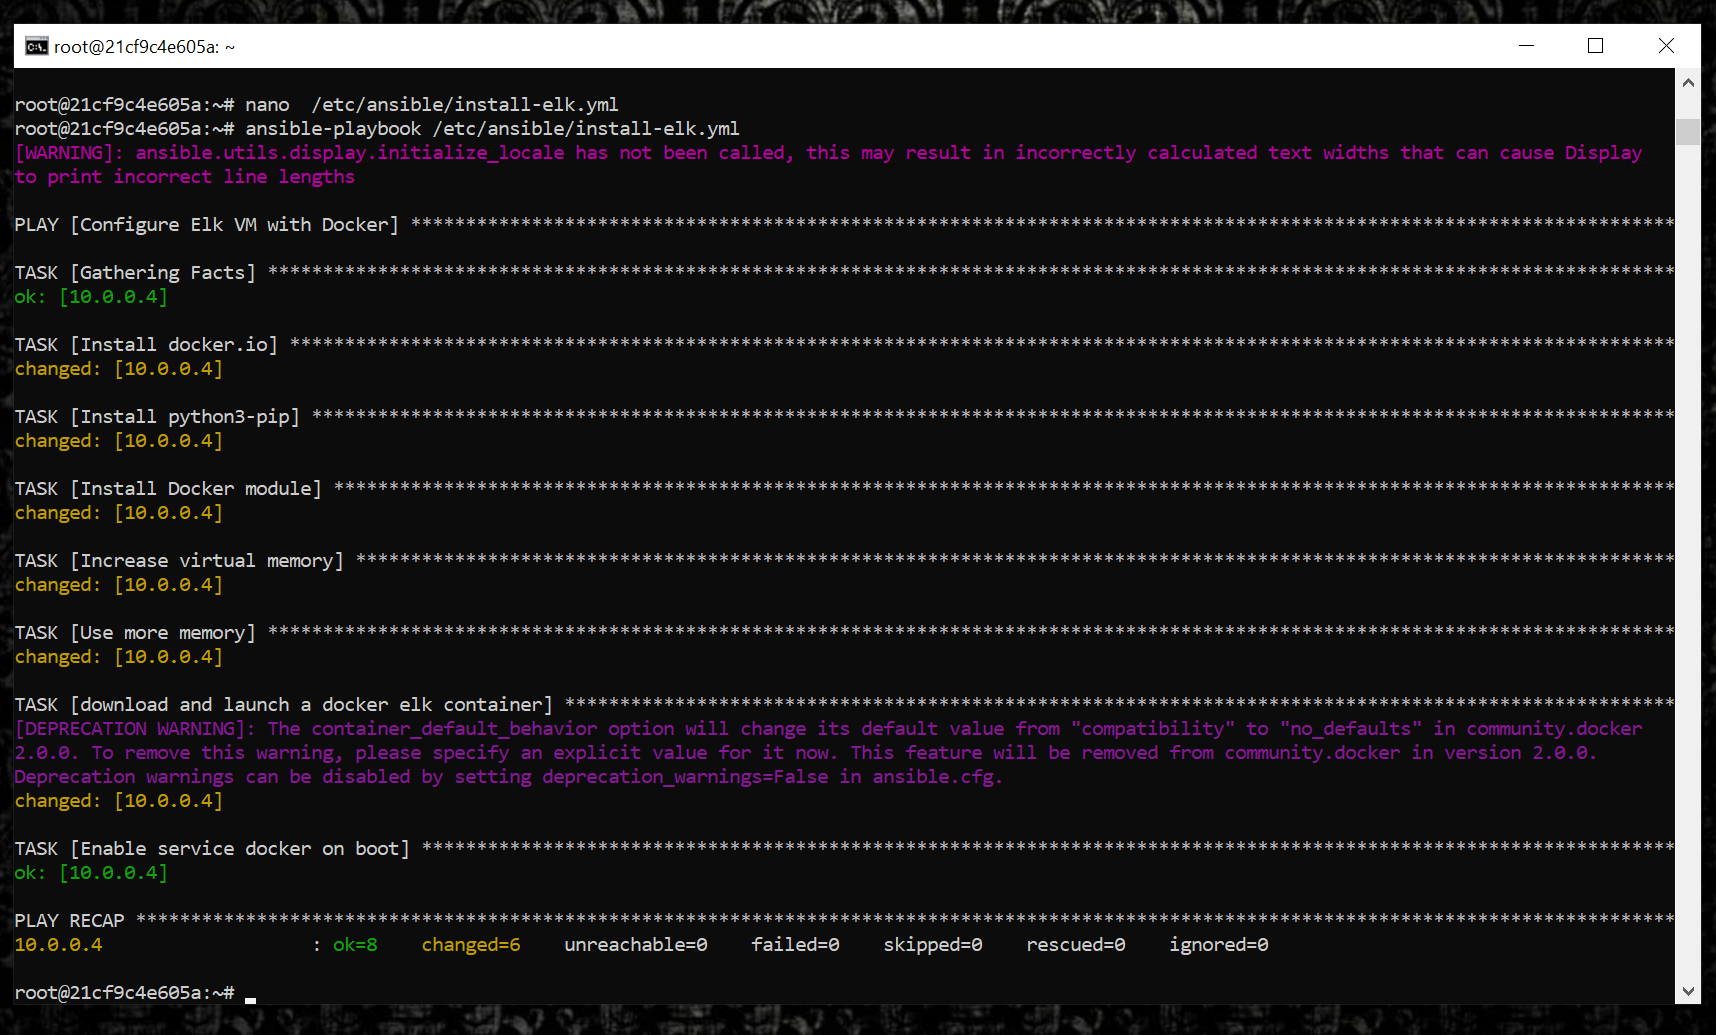 root@21cf9c4e605a: ~
root@21cf9c4e605a:~# nano  /etc/ansible/install-elk.yml
root@21cf9c4e605a:~# ansible-playbook /etc/ansible/install-elk.yml
[WARNING]: ansible.utils.display.initialize_locale has not been called, this may result in incorrectly calculated text widths that can cause Display
to print incorrect line lengths
PLAY [Configure Elk VM with Docker] *******************************************************************************************************************
TASK [Gathering Facts] ********************************************************************************************************************************
ok: [10.0.0.4]
TASK [Install docker.io] ******************************************************************************************************************************
changed: [10.0.0.4]
TASK [Install python3-pip] ****************************************************************************************************************************
changed: [10.0.0.4]
TASK [Install Docker module] **************************************************************************************************************************
changed: [10.0.0.4]
TASK [Increase virtual memory] ************************************************************************************************************************
changed: [10.0.0.4]
TASK [Use more memory] ********************************************************************************************************************************
changed: [10.0.0.4]
TASK [download and launch a docker elk container] *****************************************************************************************************
[DEPRECATION WARNING]: The container_default_behavior option will change its default value from "compatibility" to "no_defaults" in community.docker
2.0.0. To remove this warning, please specify an explicit value for it now. This feature will be removed from community.docker in version 2.0.0.
Deprecation warnings can be disabled by setting deprecation_warnings=False in ansible.cfg.
changed: [10.0.0.4]
TASK [Enable service docker on boot] ******************************************************************************************************************
ok: [10.0.0.4]
PLAY RECAP ********************************************************************************************************************************************
10.0.0.4                   : ok=8    changed=6    unreachable=0    failed=0    skipped=0    rescued=0    ignored=0
root@21cf9c4e605a:~#